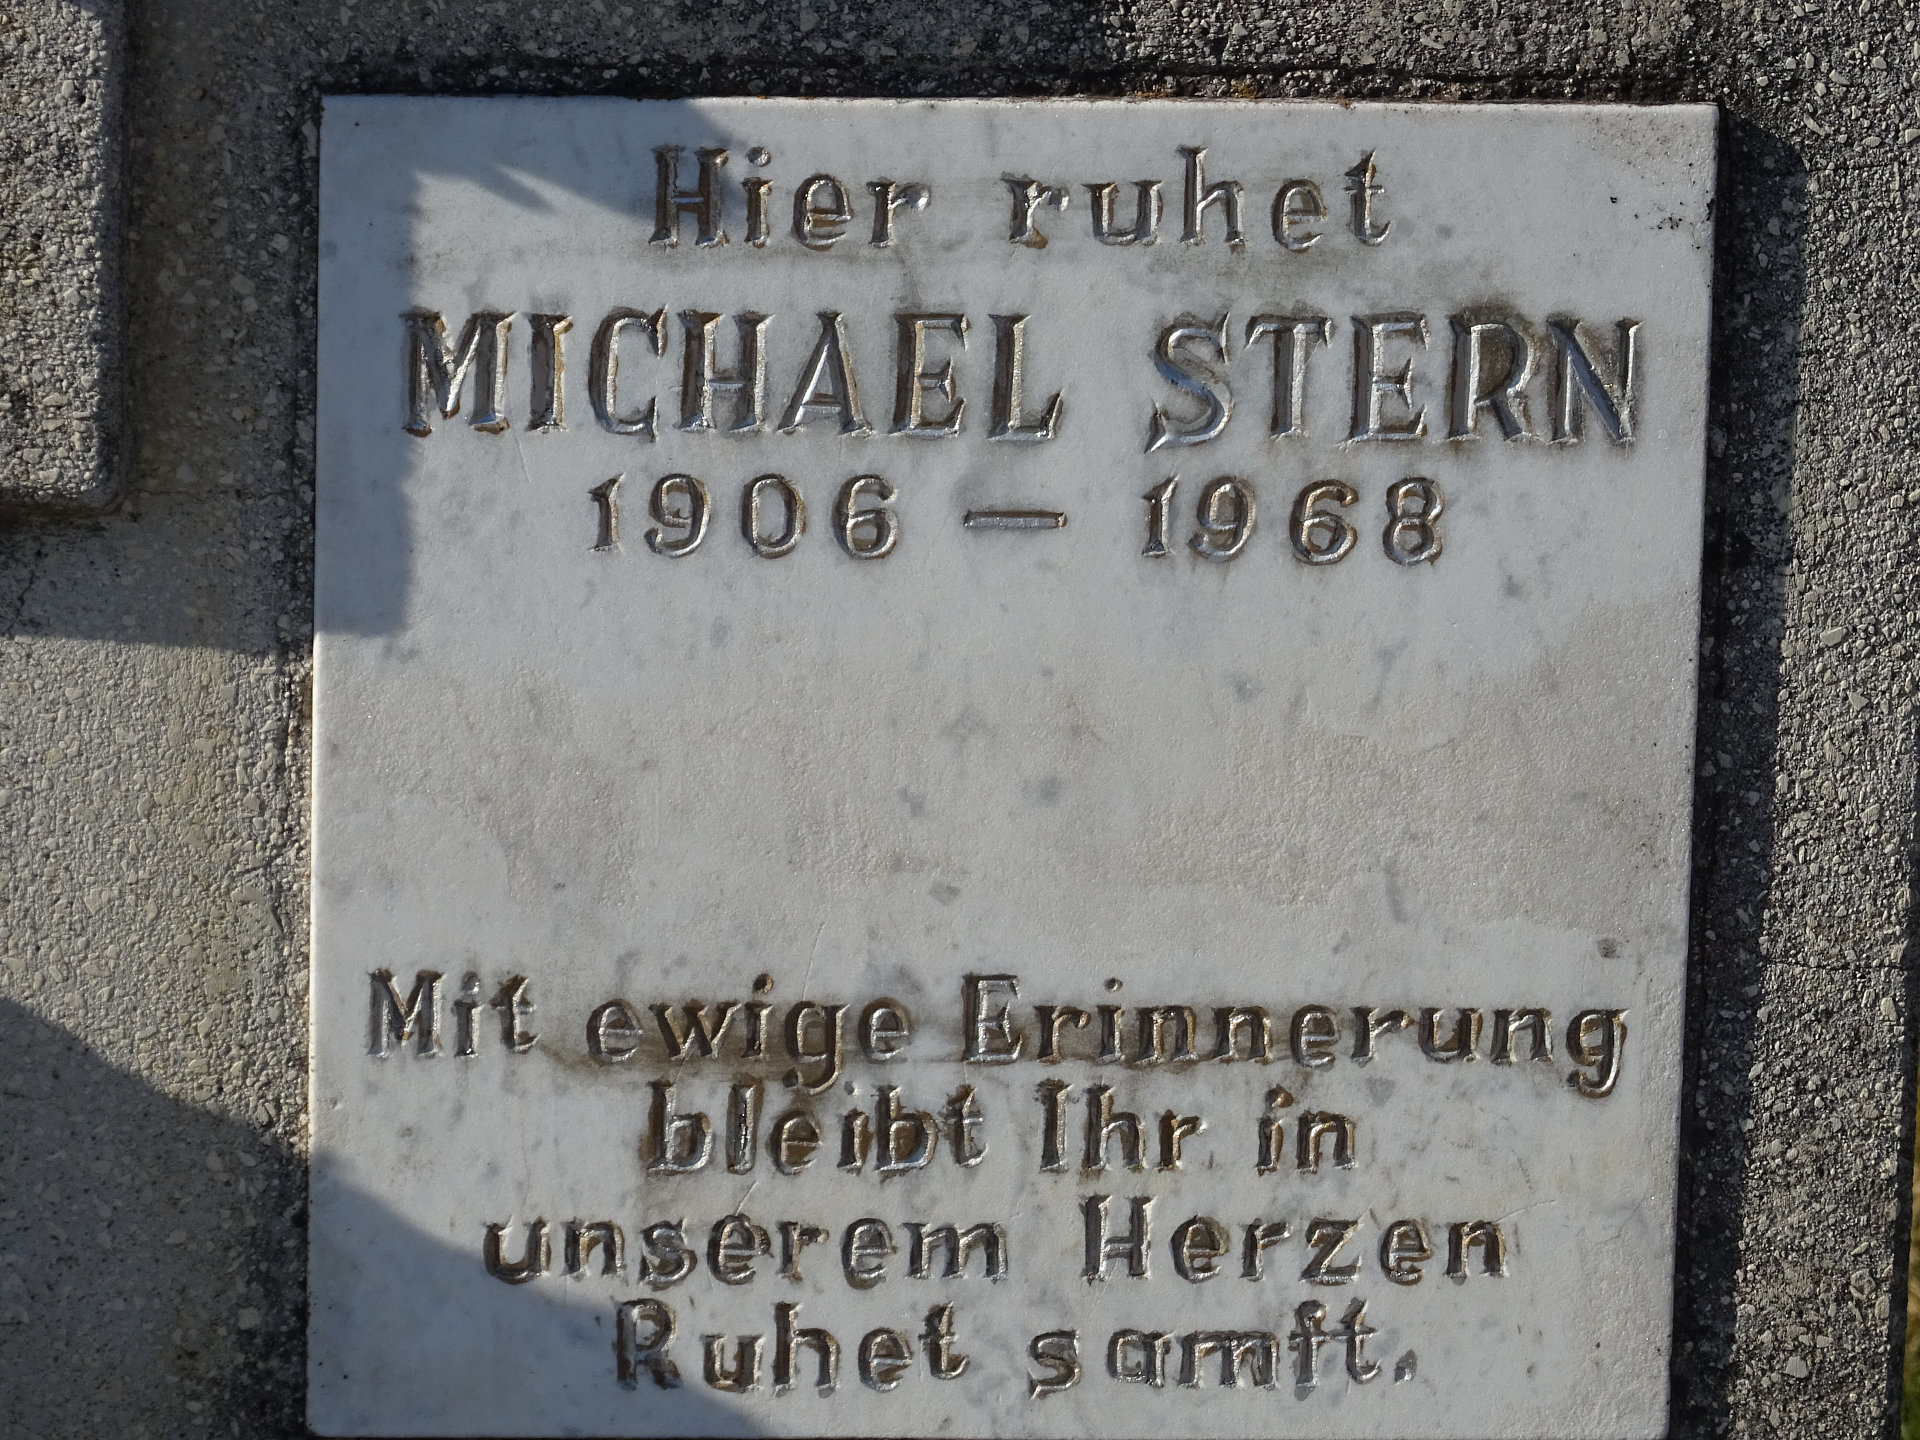 Hier ruhet
MICHAEL STERN
1906 — 1968
Mit ewige Erinnerung
bleibt Ihr in
unserem Herzen
Ruhet samft.